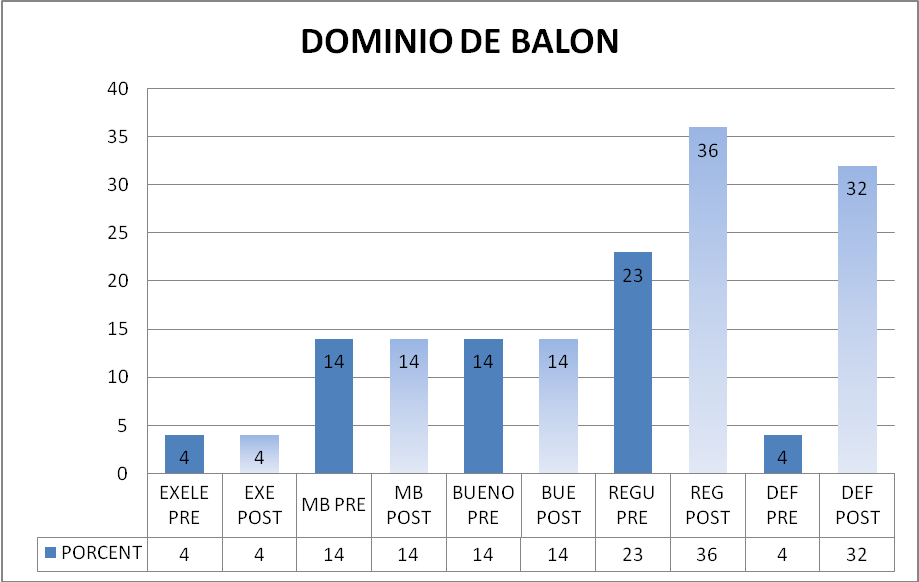 DOMINIO DE BALON
40
35
30
25
20
15
10
5
0
4
4
14
14
14
14
23
36
4
32
EXELE PRE
EXE POST
MB PRE
MB POST
BUENO PRE
BUE POST
REGU PRE
REG POST
DEF PRE
DEF POST
PORCENT 4 4 14 14 14 14 23 36 4 32